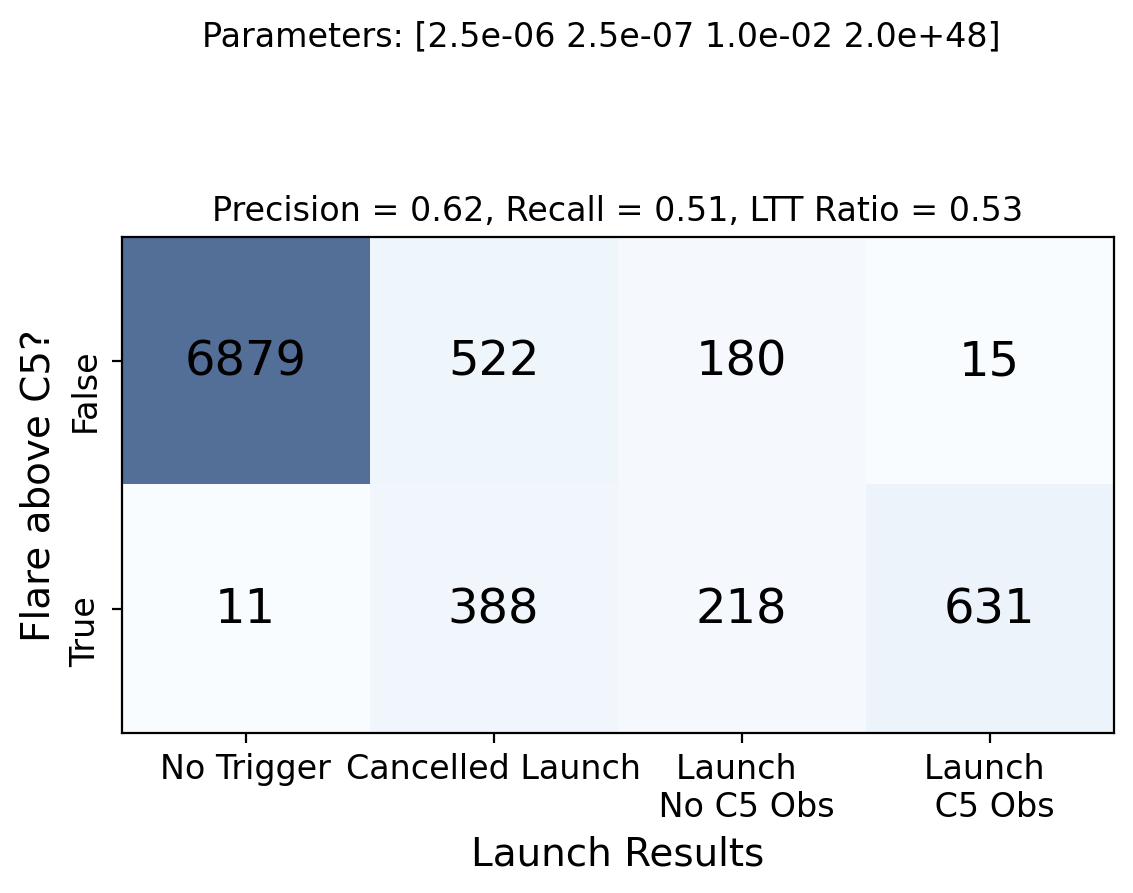 Parameters: [2.5e-06 2.5e-07 1.0e-02 2.0e+48]
Precision = 0.62, Recall = 0.51, LTT Ratio = 0.53
Flare above C5?
False
6879 522 180 15
True
11 388 218 631
No Trigger Cancelled Launch Launch Launch
No C5 Obs C5 Obs
Launch Results